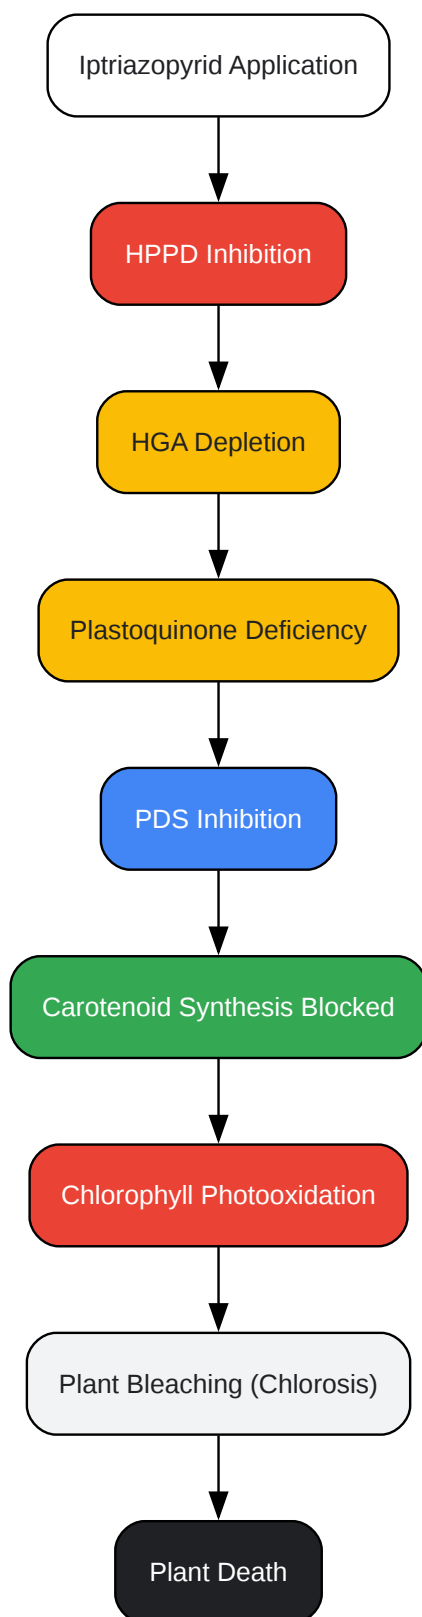 Iptriazopyrid Application
HPPD Inhibition
HGA Depletion
Plastoquinone Deficiency
PDS Inhibition
Carotenoid Synthesis Blocked
Chlorophyll Photooxidation
Plant Bleaching (Chlorosis)
Plant Death